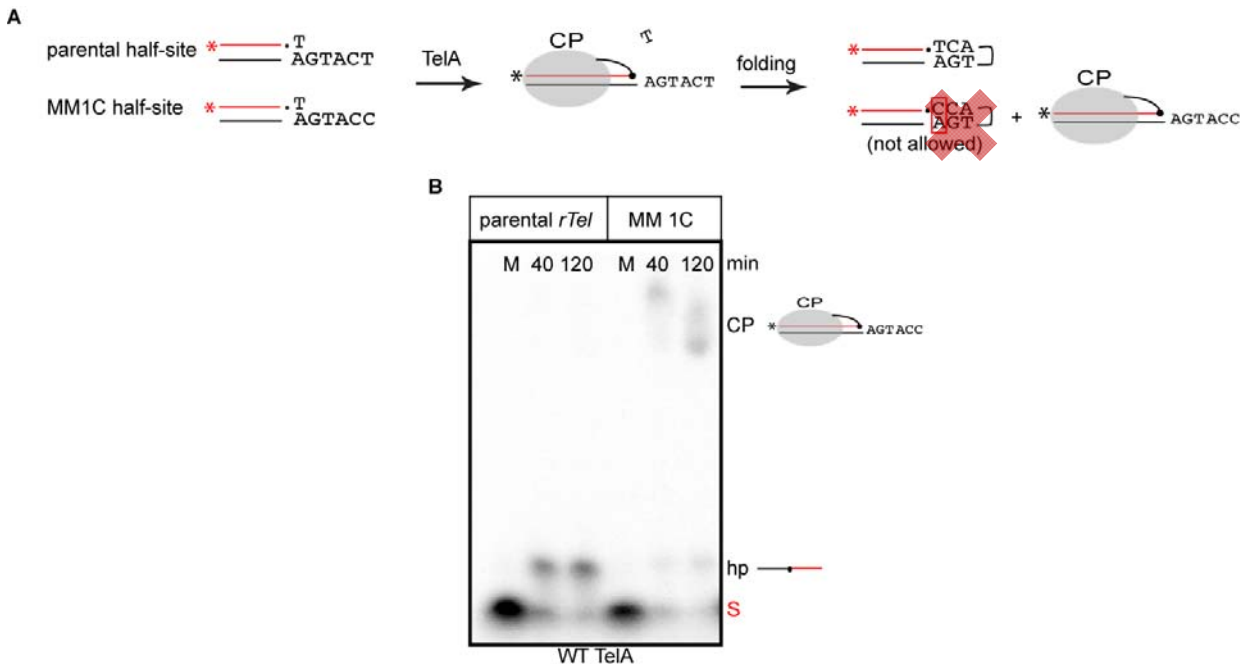 A
parental half-site * . T
AGTACT
MM1C half-site * . T
AGTACC
TelA
CP
T
* AGTACT
folding
* . TCA
AGT
* . CCA
AGT
(not allowed)
+
CP
* AGTACC
B
parental rTel MM 1C
M 40 120 M 40 120 min
CP
CP
* AGTACC
hp
S
WT TelA